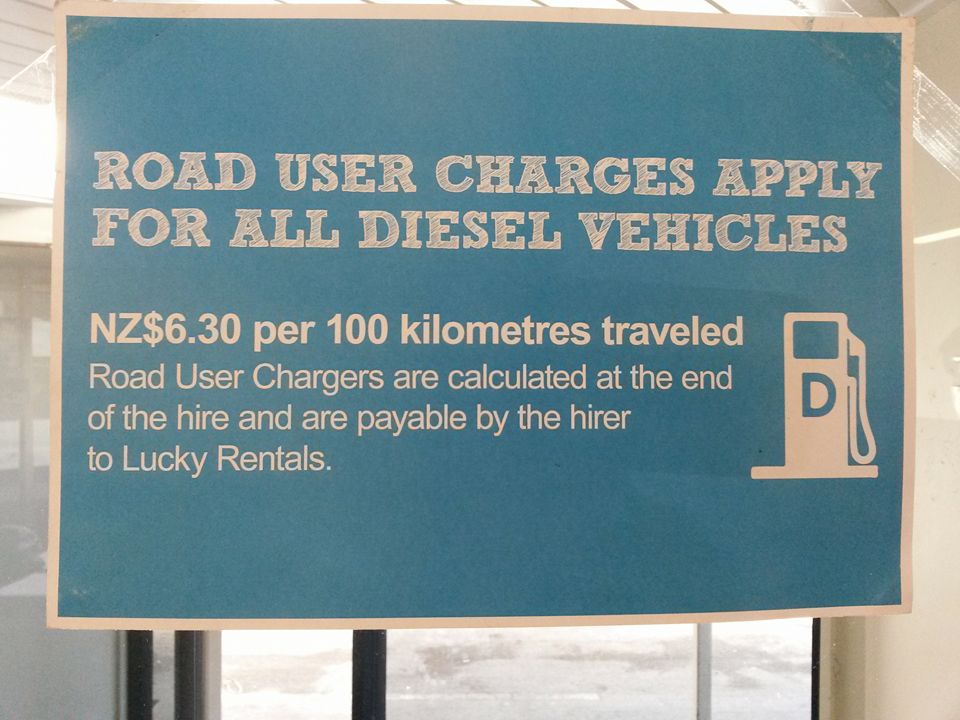 ROAD USER CHARGES APPLY
FOR ALL DIESEL VEHICLES
NZ$6.30 per 100 kilometres traveled
Road User Chargers are calculated at the end
of the hire and are payable by the hirer
to Lucky Rentals.
D